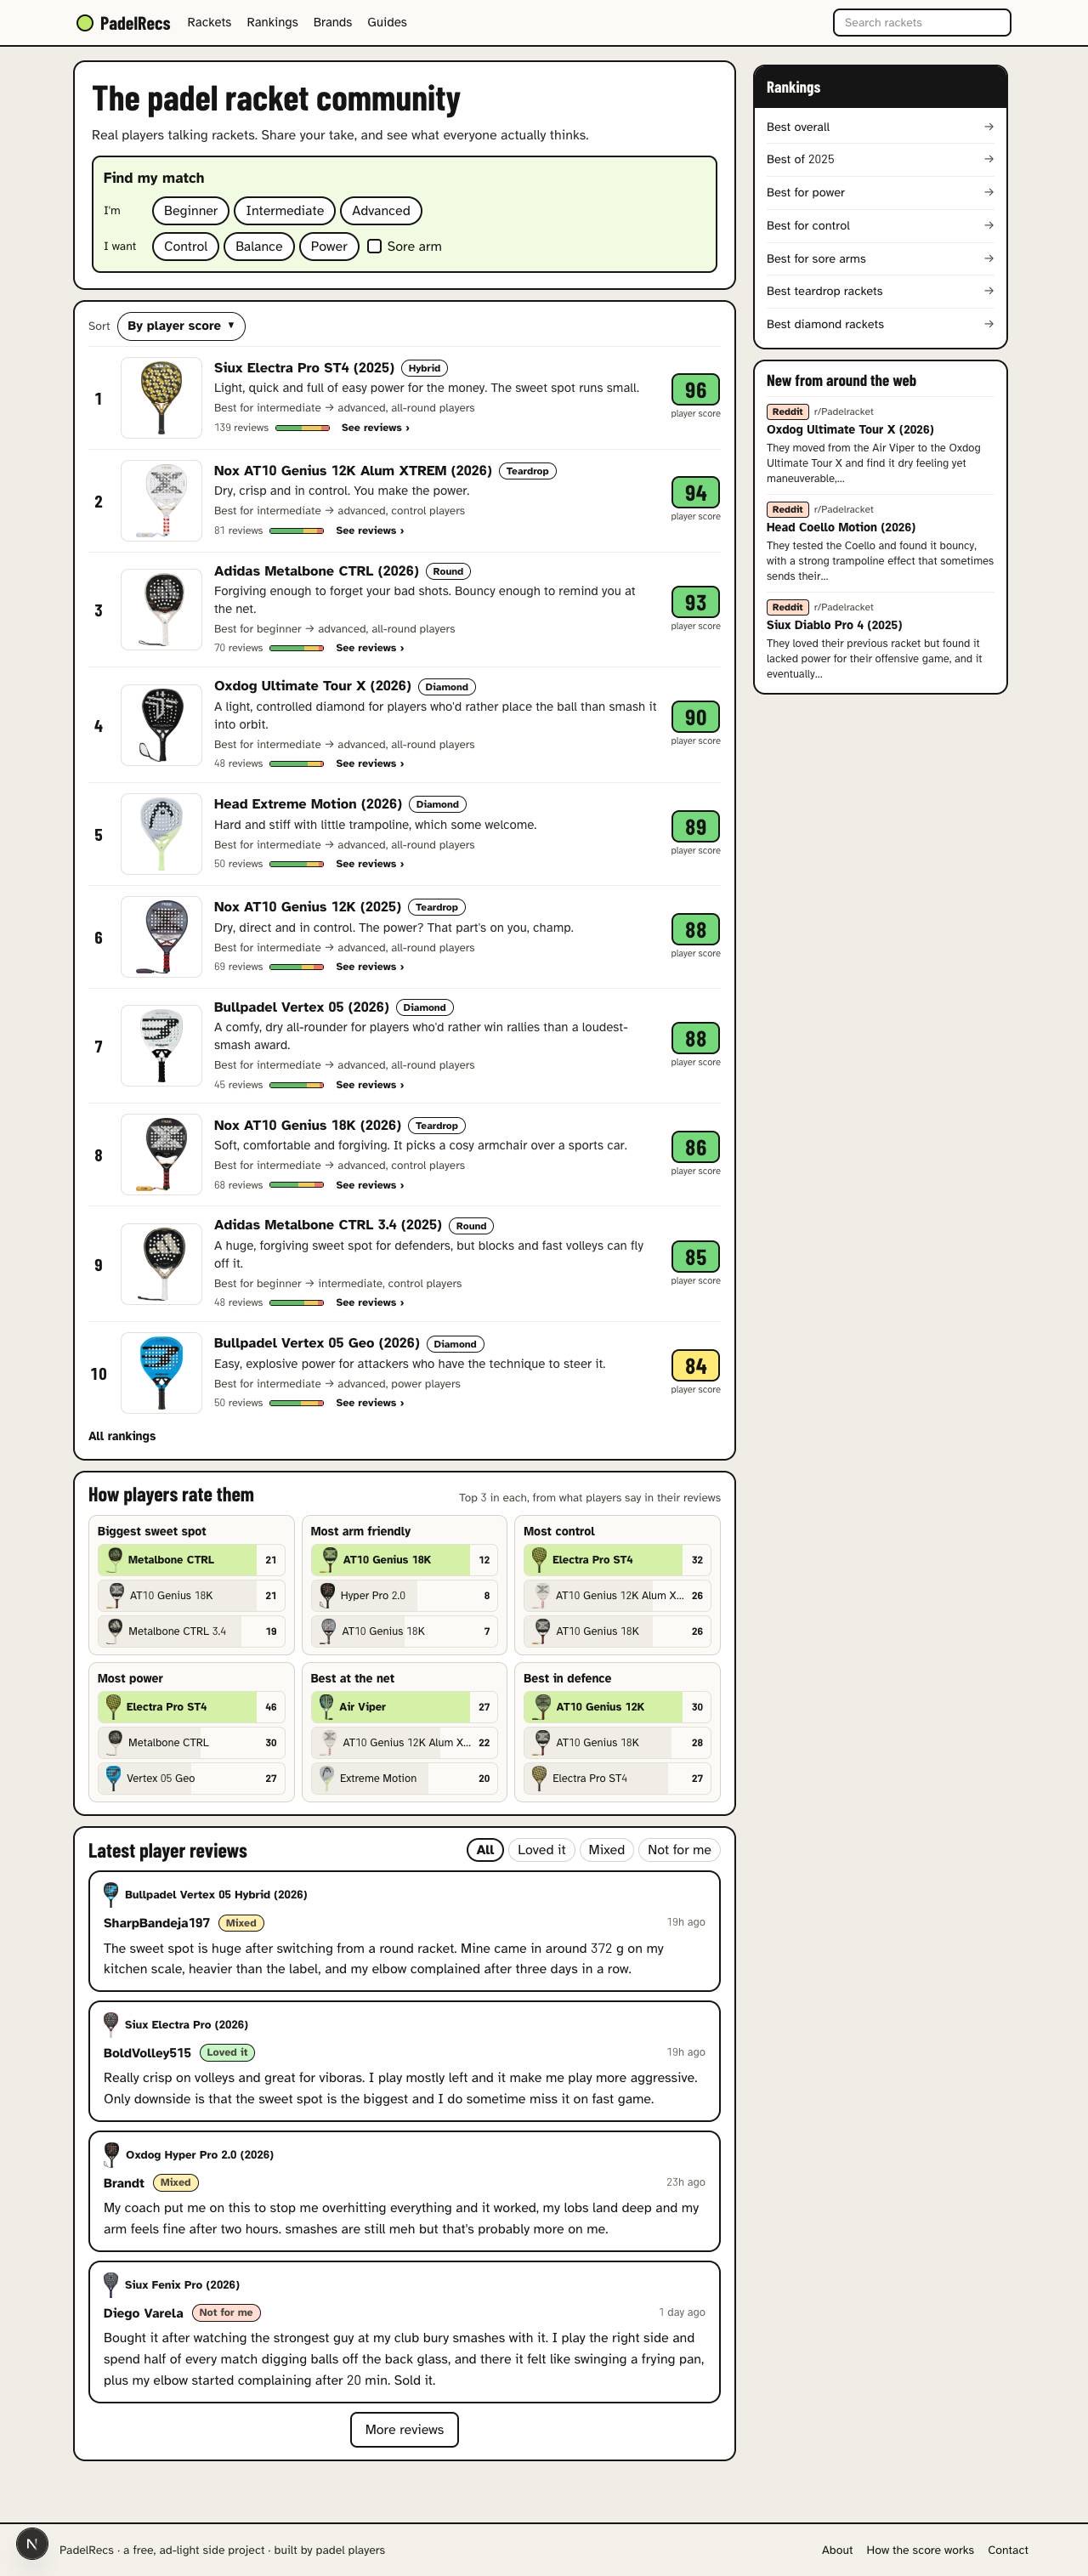 PadelRecs
Rackets
Rankings
Brands
Guides
Search rackets
The padel racket community
Real players talking rackets. Share your take, and see what everyone actually thinks.
Find my match
I'm
Beginner
Intermediate
Advanced
I want
Control
Balance
Power
Sore arm
Sort
By player score ▼
1
Siux Electra Pro ST4 (2025)
Hybrid
Light, quick and full of easy power for the money. The sweet spot runs small.
Best for intermediate → advanced, all-round players
139 reviews
See reviews ›
96
player score
2
Nox AT10 Genius 12K Alum XTREM (2026)
Teardrop
Dry, crisp and in control. You make the power.
Best for intermediate → advanced, control players
81 reviews
See reviews ›
94
player score
3
Adidas Metalbone CTRL (2026)
Round
Forgiving enough to forget your bad shots. Bouncy enough to remind you at
the net.
Best for beginner → advanced, all-round players
70 reviews
See reviews ›
93
player score
4
Oxdog Ultimate Tour X (2026)
Diamond
A light, controlled diamond for players who'd rather place the ball than smash it
into orbit.
Best for intermediate → advanced, all-round players
48 reviews
See reviews ›
90
player score
5
Head Extreme Motion (2026)
Diamond
Hard and stiff with little trampoline, which some welcome.
Best for intermediate → advanced, all-round players
50 reviews
See reviews ›
89
player score
6
Nox AT10 Genius 12K (2025)
Teardrop
Dry, direct and in control. The power? That part's on you, champ.
Best for intermediate → advanced, all-round players
69 reviews
See reviews ›
88
player score
7
Bullpadel Vertex 05 (2026)
Diamond
A comfy, dry all-rounder for players who'd rather win rallies than a loudest-
smash award.
Best for intermediate → advanced, all-round players
45 reviews
See reviews ›
88
player score
8
Nox AT10 Genius 18K (2026)
Teardrop
Soft, comfortable and forgiving. It picks a cosy armchair over a sports car.
Best for intermediate → advanced, control players
68 reviews
See reviews ›
86
player score
9
Adidas Metalbone CTRL 3.4 (2025)
Round
A huge, forgiving sweet spot for defenders, but blocks and fast volleys can fly
off it.
Best for beginner → intermediate, control players
48 reviews
See reviews ›
85
player score
10
Bullpadel Vertex 05 Geo (2026)
Diamond
Easy, explosive power for attackers who have the technique to steer it.
Best for intermediate → advanced, power players
50 reviews
See reviews ›
84
player score
All rankings
Rankings
Best overall →
Best of 2025 →
Best for power →
Best for control →
Best for sore arms →
Best teardrop rackets →
Best diamond rackets →
New from around the web
Reddit r/Padelracket
Oxdog Ultimate Tour X (2026)
They moved from the Air Viper to the Oxdog
Ultimate Tour X and find it dry feeling yet
maneuverable,...
Reddit r/Padelracket
Head Coello Motion (2026)
They tested the Coello and found it bouncy,
with a strong trampoline effect that sometimes
sends their...
Reddit r/Padelracket
Siux Diablo Pro 4 (2025)
They loved their previous racket but found it
lacked power for their offensive game, and it
eventually...
How players rate them
Top 3 in each, from what players say in their reviews
Biggest sweet spot
Metalbone CTRL 21
AT10 Genius 18K 21
Metalbone CTRL 3.4 19
Most arm friendly
AT10 Genius 18K 12
Hyper Pro 2.0 8
AT10 Genius 18K 7
Most control
Electra Pro ST4 32
AT10 Genius 12K Alum X... 26
AT10 Genius 18K 26
Most power
Electra Pro ST4 46
Metalbone CTRL 30
Vertex 05 Geo 27
Best at the net
Air Viper 27
AT10 Genius 12K Alum X... 22
Extreme Motion 20
Best in defence
AT10 Genius 12K 30
AT10 Genius 18K 28
Electra Pro ST4 27
Latest player reviews
All
Loved it
Mixed
Not for me
Bullpadel Vertex 05 Hybrid (2026)
SharpBandeja197
Mixed
19h ago
The sweet spot is huge after switching from a round racket. Mine came in around 372 g on my
kitchen scale, heavier than the label, and my elbow complained after three days in a row.
Siux Electra Pro (2026)
BoldVolley515
Loved it
19h ago
Really crisp on volleys and great for viboras. I play mostly left and it make me play more aggressive.
Only downside is that the sweet spot is the biggest and I do sometime miss it on fast game.
Oxdog Hyper Pro 2.0 (2026)
Brandt
Mixed
23h ago
My coach put me on this to stop me overhitting everything and it worked, my lobs land deep and my
arm feels fine after two hours. smashes are still meh but that's probably more on me.
Siux Fenix Pro (2026)
Diego Varela
Not for me
1 day ago
Bought it after watching the strongest guy at my club bury smashes with it. I play the right side and
spend half of every match digging balls off the back glass, and there it felt like swinging a frying pan,
plus my elbow started complaining after 20 min. Sold it.
More reviews
N
PadelRecs · a free, ad-light side project · built by padel players
About
How the score works
Contact